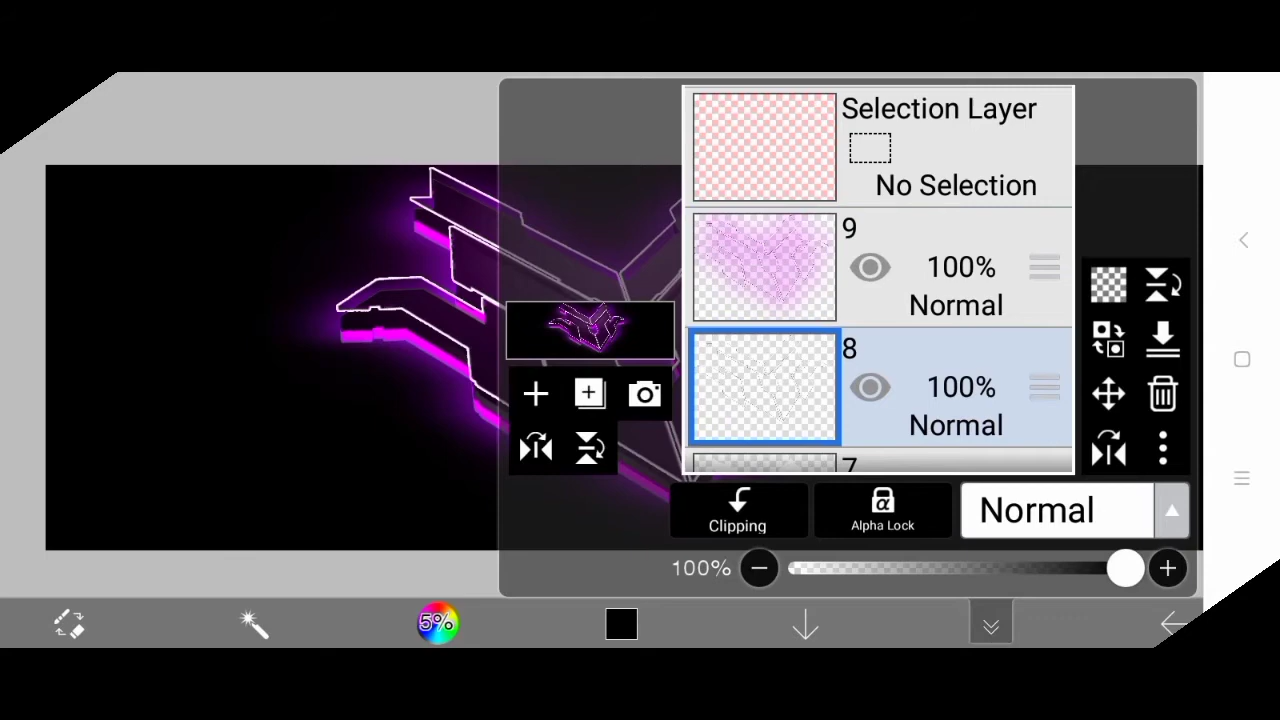 Selection Layer
No Selection
9
100%
Normal
8
100%
Normal
7
Clipping
α
Alpha Lock
Normal
100%
5%